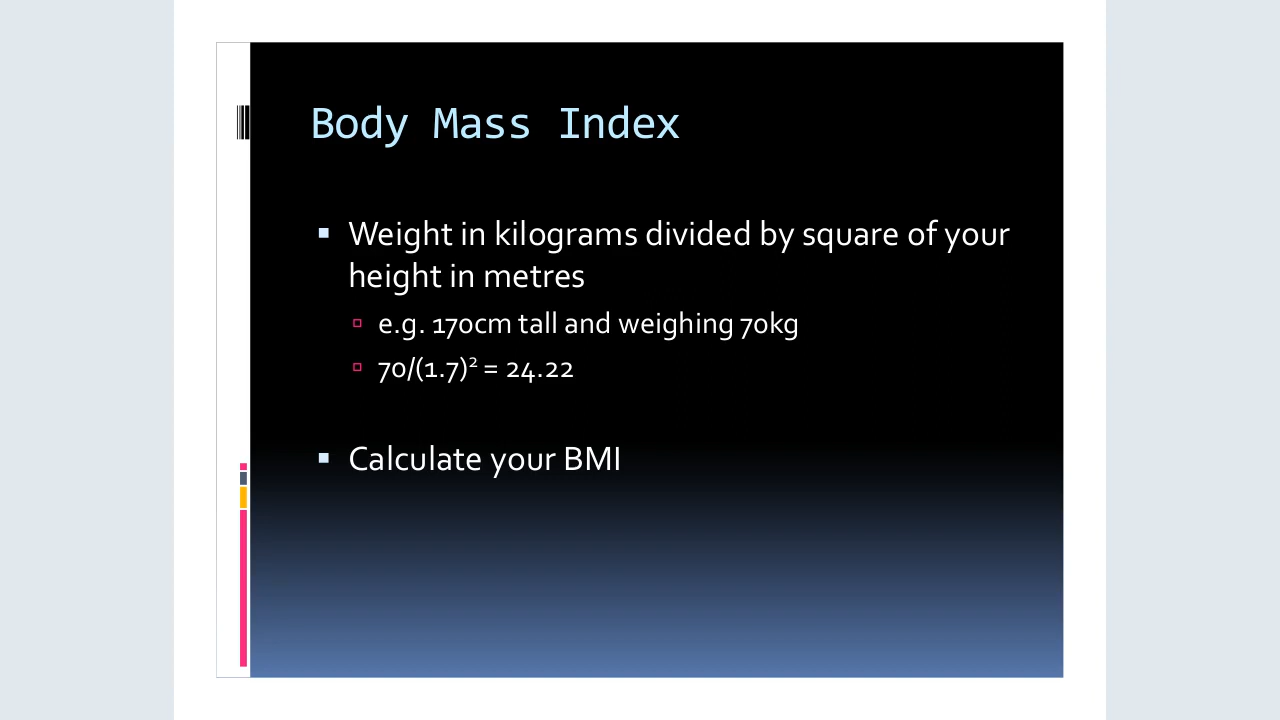 Body Mass Index
Weight in kilograms divided by square of your
height in metres
e.g. 170cm tall and weighing 70kg
70/(1.7)² = 24.22
Calculate your BMI